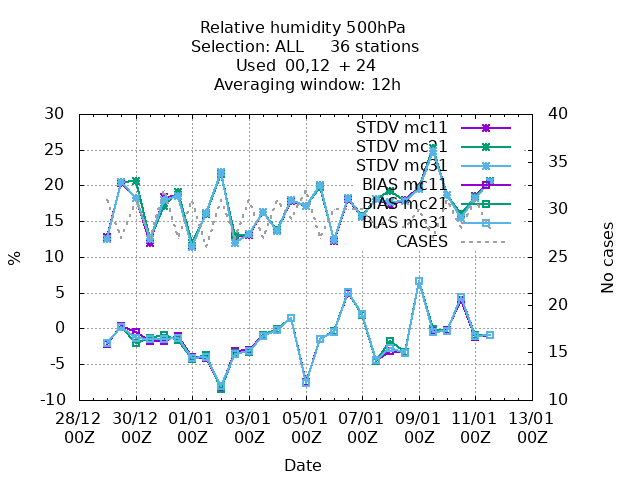 Relative humidity 500hPa
Selection: ALL     36 stations
Used  00,12  + 24
Averaging window: 12h
30 40
STDV mc11
STDV mc21
25 35
STDV mc31
20 BIAS mc11
BIAS mc21 30
15 BIAS mc31
CASES
10 25
5 20
0
-5 15
-10 10
%
No cases
28/12 30/12 01/01 03/01 05/01 07/01 09/01 11/01 13/01
00Z 00Z 00Z 00Z 00Z 00Z 00Z 00Z 00Z
Date